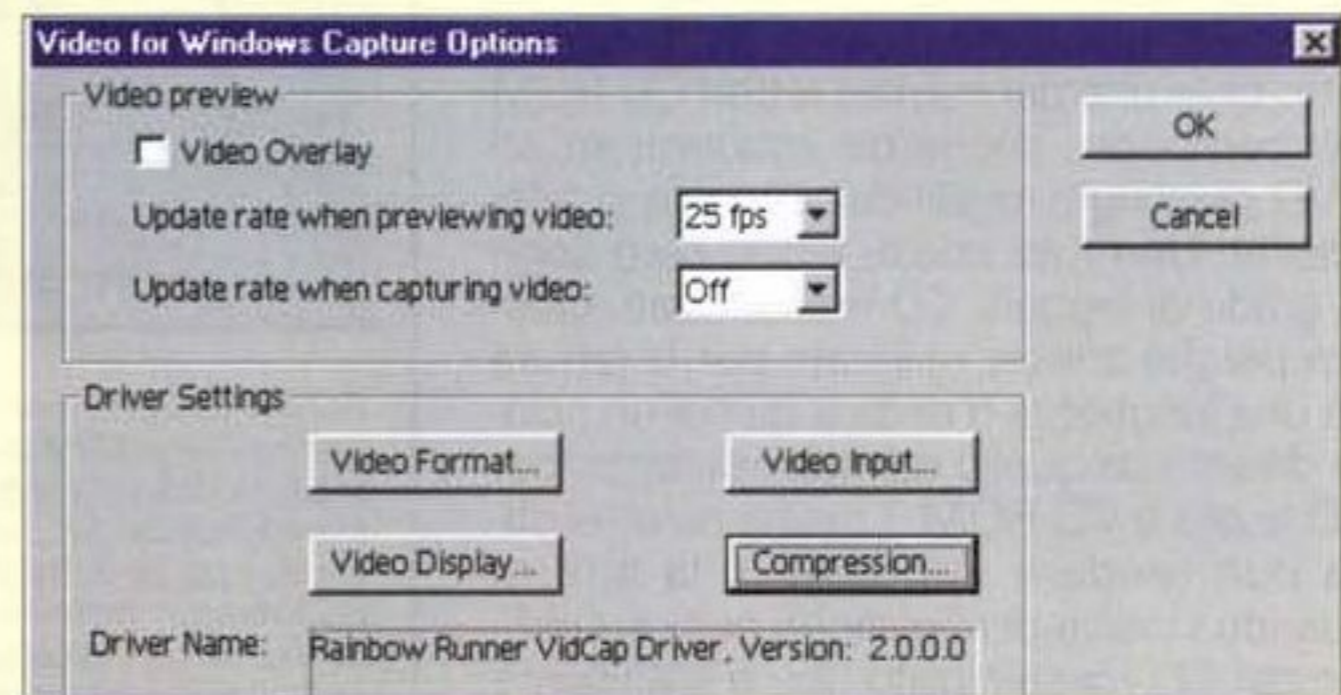 Video for Windows Capture Options
Video preview
Video Overlay
Update rate when previewing video: 25 fps
Update rate when capturing video: Off
OK
Cancel
Driver Settings
Video Format... Video Input...
Video Display... Compression...
Driver Name: Rainbow Runner VidCap Driver, Version: 2.0.0.0